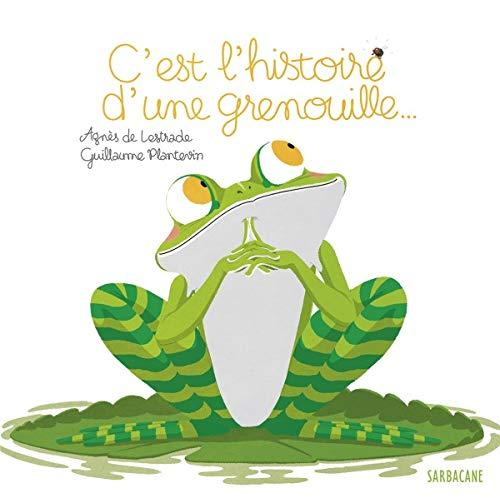 C'est l'histoire
d'une grenouille...
Agnès de Lestrade
Guillaume Plantevin
SARBACANE